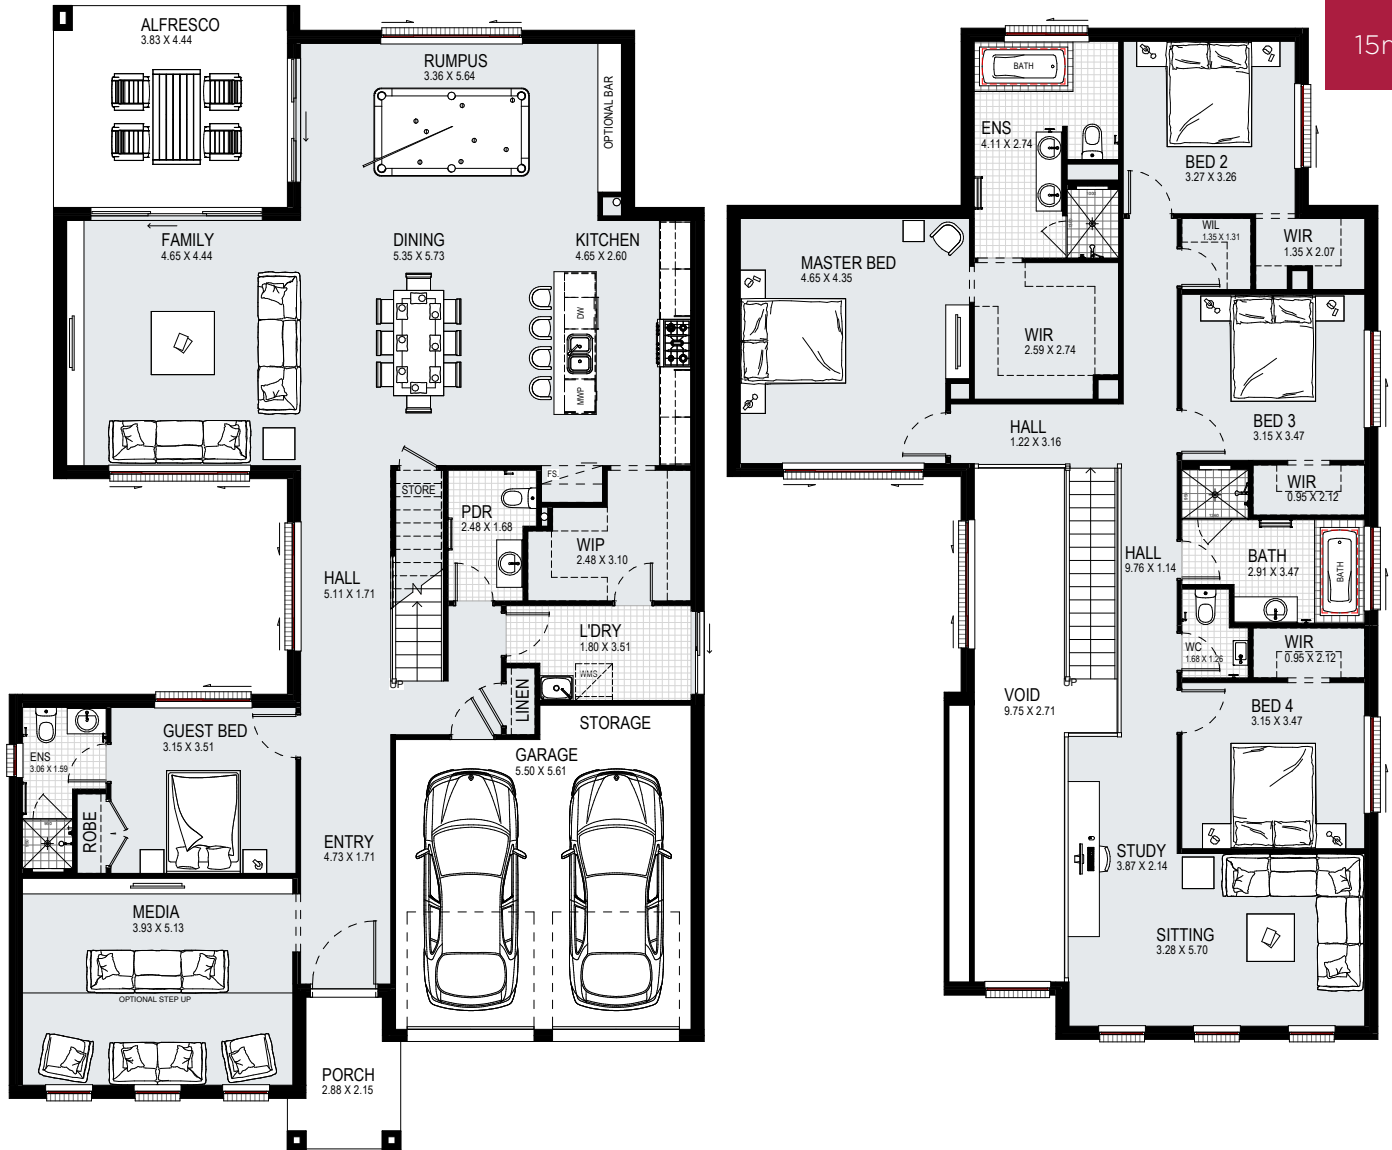 ALFRESCO
3.83 X 4.44
RUMPUS
3.36 X 5.64
OPTIONAL BAR
FAMILY
4.65 X 4.44
DINING
5.35 X 5.73
KITCHEN
4.65 X 2.60
DW
MWP
STORE
FS
PDR
2.48 X 1.68
WIP
2.48 X 3.10
HALL
5.11 X 1.71
L'DRY
1.80 X 3.51
WMS
LINEN
STORAGE
GUEST BED
3.15 X 3.51
ENS
3.06 X 1.59
ROBE
GARAGE
5.50 X 5.61
ENTRY
4.73 X 1.71
MEDIA
3.93 X 5.13
OPTIONAL STEP UP
PORCH
2.88 X 2.15
15m
BATH
ENS
4.11 X 2.74
BED 2
3.27 X 3.26
WIL
1.35 X 1.31
WIR
1.35 X 2.07
MASTER BED
4.65 X 4.35
WIR
2.59 X 2.74
HALL
1.22 X 3.16
BED 3
3.15 X 3.47
WIR
0.95 X 2.12
HALL
9.76 X 1.14
BATH
2.91 X 3.47
BATH
WC
1.68 X 1.26
WIR
0.95 X 2.12
VOID
9.75 X 2.71
BED 4
3.15 X 3.47
STUDY
3.87 X 2.14
SITTING
3.28 X 5.70